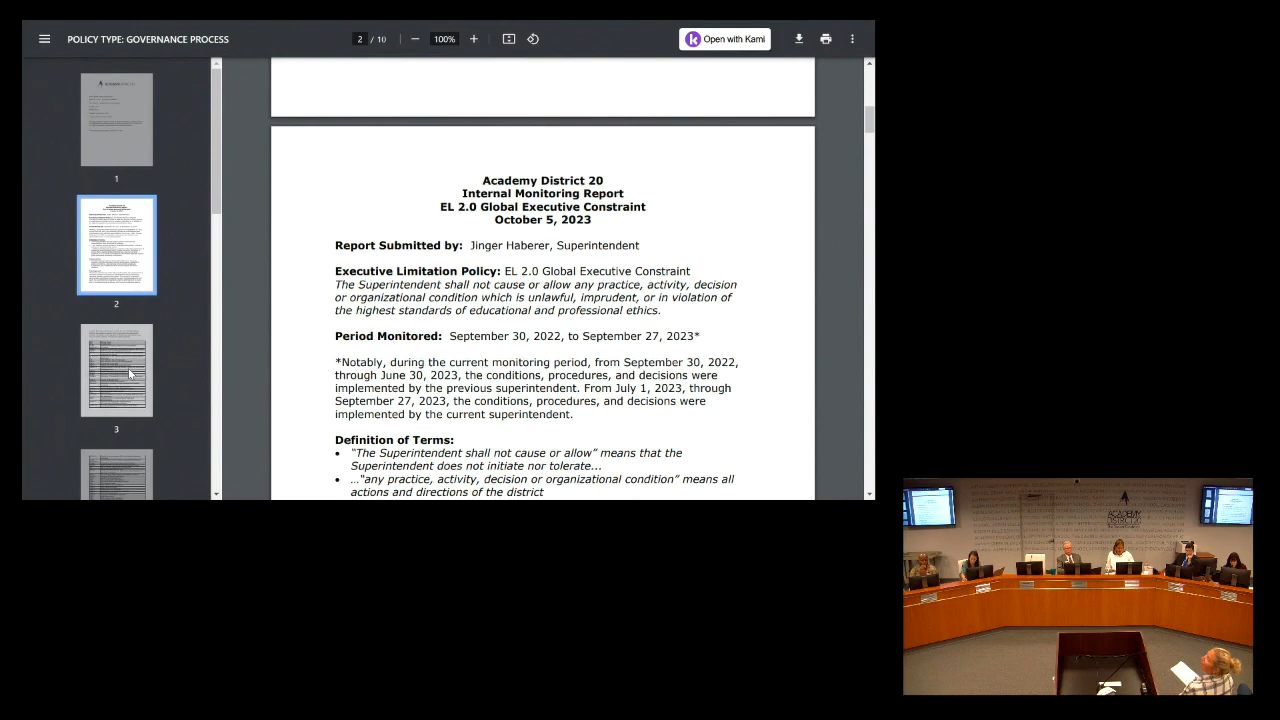 POLICY TYPE: GOVERNANCE PROCESS
2 / 10
100%
Open with Kami
1
2
3
Academy District 20
Internal Monitoring Report
EL 2.0 Global Executive Constraint
October 5, 2023
Report Submitted by: Jinger Haberer, Superintendent
Executive Limitation Policy: EL 2.0 Global Executive Constraint
The Superintendent shall not cause or allow any practice, activity, decision
or organizational condition which is unlawful, imprudent, or in violation of
the highest standards of educational and professional ethics.
Period Monitored: September 30, 2022, to September 27, 2023*
*Notably, during the current monitoring period, from September 30, 2022,
through June 30, 2023, the conditions, procedures, and decisions were
implemented by the previous superintendent. From July 1, 2023, through
September 27, 2023, the conditions, procedures, and decisions were
implemented by the current superintendent.
Definition of Terms:
• “The Superintendent shall not cause or allow” means that the
Superintendent does not initiate nor tolerate...
• ...“any practice, activity, decision or organizational condition” means all
actions and directions of the district
ACADEMY
DISTRICT 20